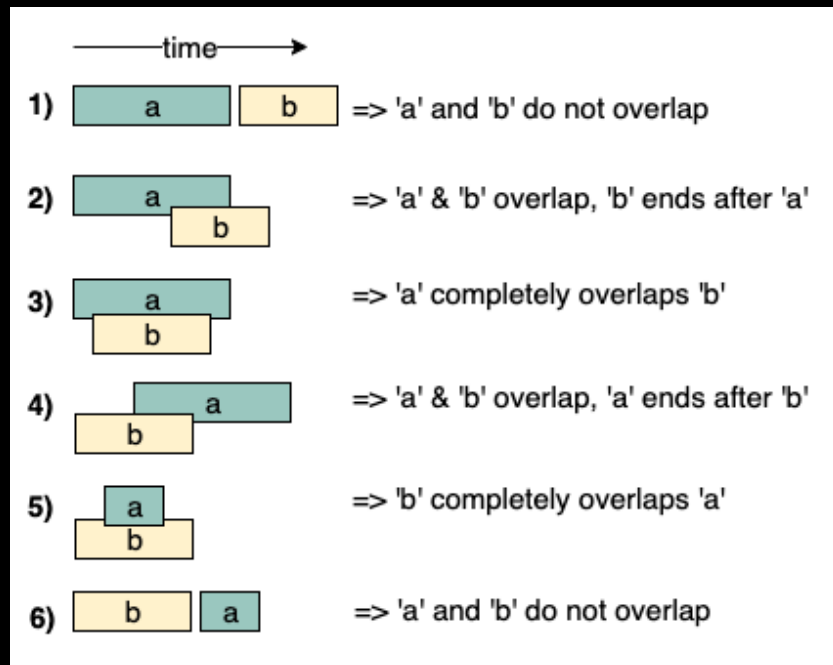 time
1) a b => 'a' and 'b' do not overlap
2) a b => 'a' & 'b' overlap, 'b' ends after 'a'
3) a b => 'a' completely overlaps 'b'
4) a b => 'a' & 'b' overlap, 'a' ends after 'b'
5) a b => 'b' completely overlaps 'a'
6) b a => 'a' and 'b' do not overlap